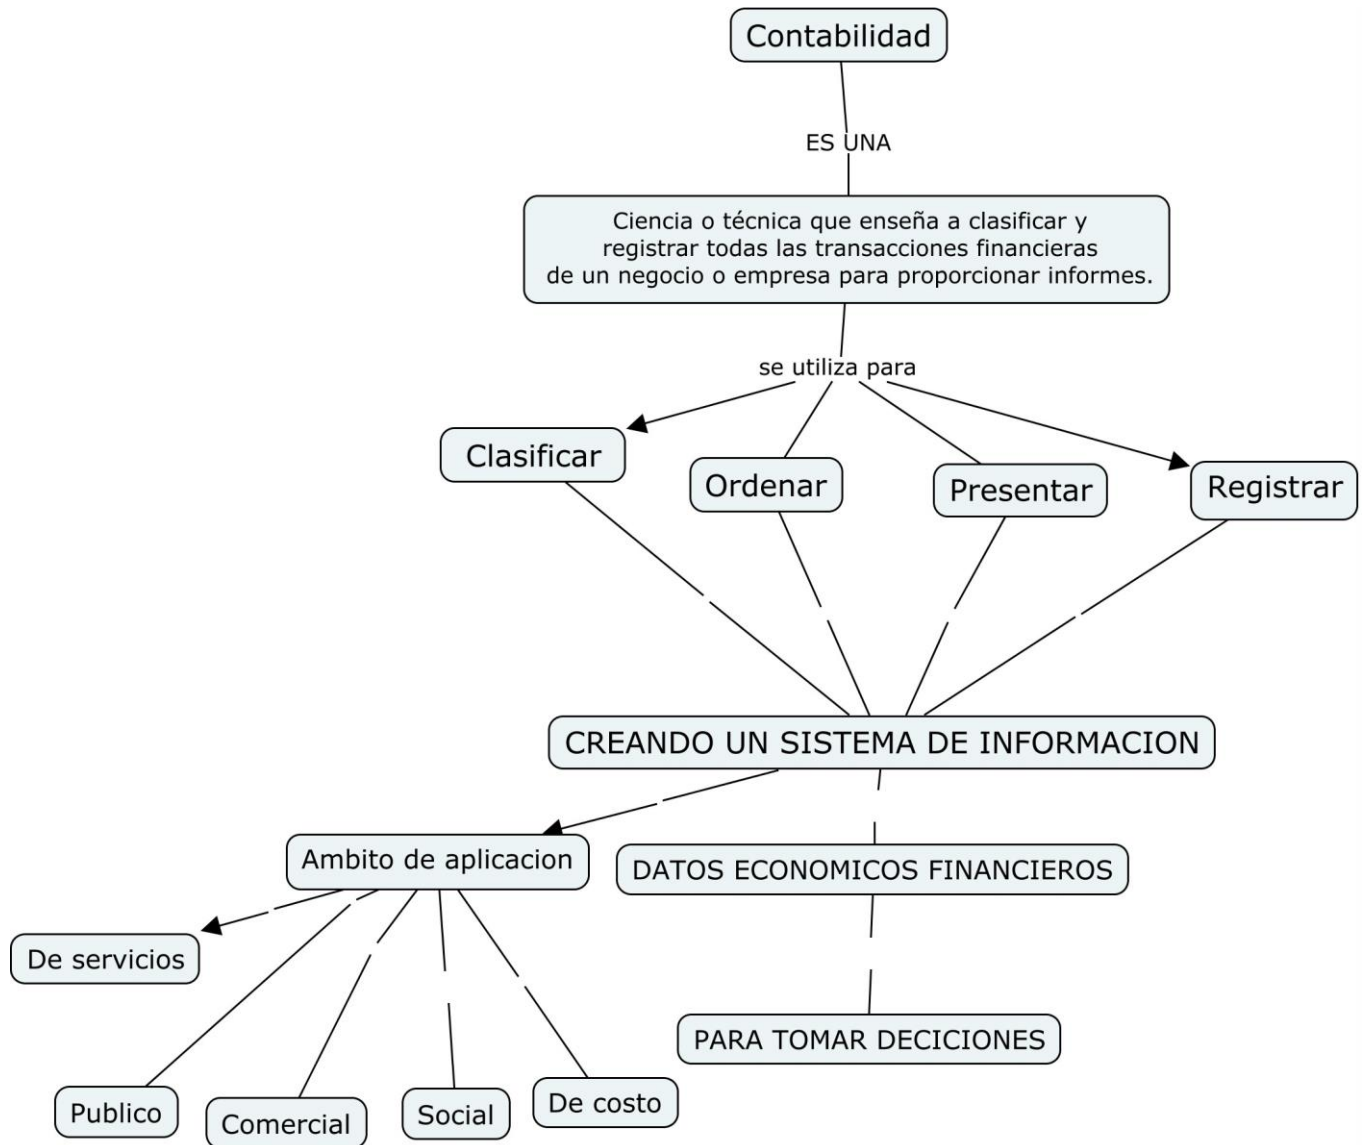 Contabilidad
ES UNA
Ciencia o técnica que enseña a clasificar y
registrar todas las transacciones financieras
de un negocio o empresa para proporcionar informes.
se utiliza para
Clasificar
Ordenar
Presentar
Registrar
CREANDO UN SISTEMA DE INFORMACION
Ambito de aplicacion
DATOS ECONOMICOS FINANCIEROS
De servicios
PARA TOMAR DECICIONES
Publico
Comercial
Social
De costo